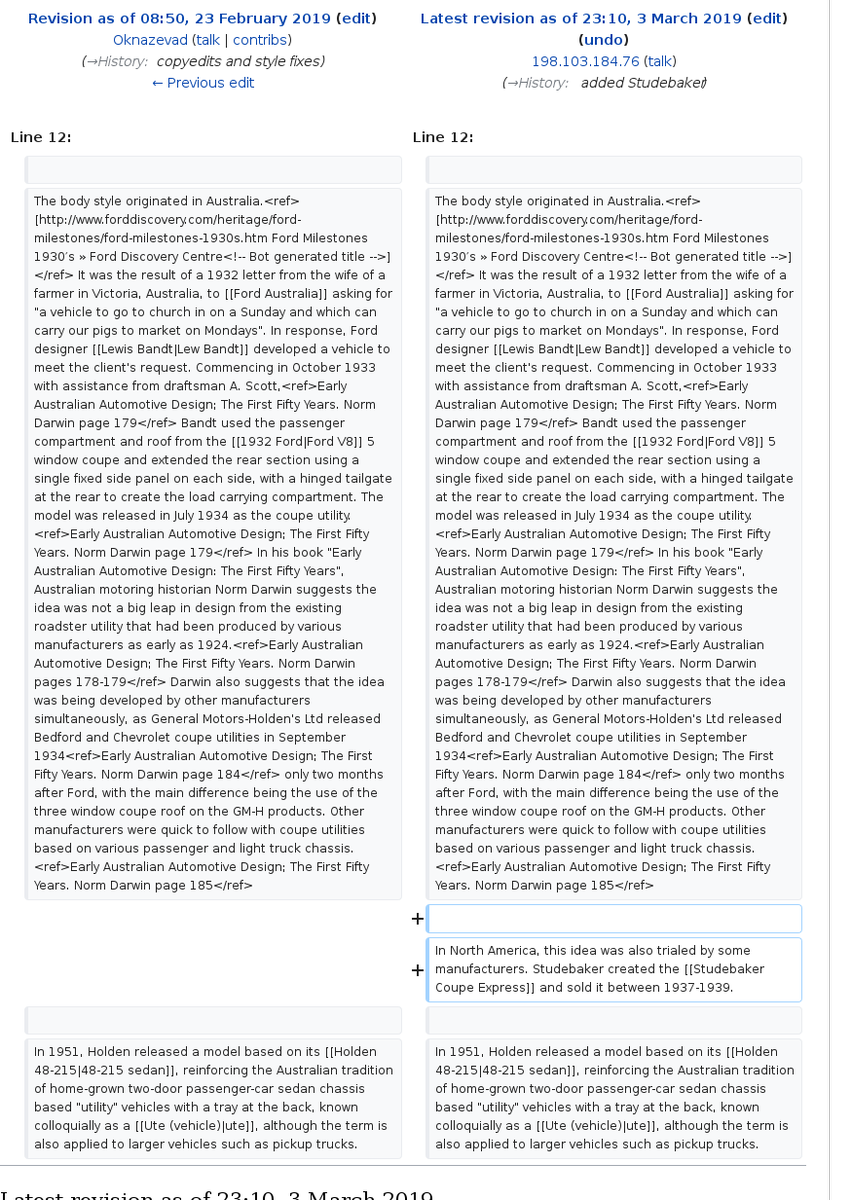 Revision as of 08:50, 23 February 2019 (edit)
Oknazevad (talk | contribs)
(→History: copyedits and style fixes)
← Previous edit
Latest revision as of 23:10, 3 March 2019 (edit)
(undo)
198.103.184.76 (talk)
(→History: added Studebaker)
Line 12:
Line 12:
The body style originated in Australia.<ref>
[http://www.forddiscovery.com/heritage/ford-
milestones/ford-milestones-1930s.htm Ford Milestones
1930′s » Ford Discovery Centre<!-- Bot generated title -->]
</ref> It was the result of a 1932 letter from the wife of a
farmer in Victoria, Australia, to [[Ford Australia]] asking for
"a vehicle to go to church in on a Sunday and which can
carry our pigs to market on Mondays". In response, Ford
designer [[Lewis Bandt|Lew Bandt]] developed a vehicle to
meet the client's request. Commencing in October 1933
with assistance from draftsman A. Scott,<ref>Early
Australian Automotive Design; The First Fifty Years. Norm
Darwin page 179</ref> Bandt used the passenger
compartment and roof from the [[1932 Ford|Ford V8]] 5
window coupe and extended the rear section using a
single fixed side panel on each side, with a hinged tailgate
at the rear to create the load carrying compartment. The
model was released in July 1934 as the coupe utility.
<ref>Early Australian Automotive Design; The First Fifty
Years. Norm Darwin page 179</ref> In his book "Early
Australian Automotive Design: The First Fifty Years",
Australian motoring historian Norm Darwin suggests the
idea was not a big leap in design from the existing
roadster utility that had been produced by various
manufacturers as early as 1924.<ref>Early Australian
Automotive Design; The First Fifty Years. Norm Darwin
pages 178-179</ref> Darwin also suggests that the idea
was being developed by other manufacturers
simultaneously, as General Motors-Holden's Ltd released
Bedford and Chevrolet coupe utilities in September
1934<ref>Early Australian Automotive Design; The First
Fifty Years. Norm Darwin page 184</ref> only two months
after Ford, with the main difference being the use of the
three window coupe roof on the GM-H products. Other
manufacturers were quick to follow with coupe utilities
based on various passenger and light truck chassis.
<ref>Early Australian Automotive Design; The First Fifty
Years. Norm Darwin page 185</ref>
The body style originated in Australia.<ref>
[http://www.forddiscovery.com/heritage/ford-
milestones/ford-milestones-1930s.htm Ford Milestones
1930′s » Ford Discovery Centre<!-- Bot generated title -->]
</ref> It was the result of a 1932 letter from the wife of a
farmer in Victoria, Australia, to [[Ford Australia]] asking for
"a vehicle to go to church in on a Sunday and which can
carry our pigs to market on Mondays". In response, Ford
designer [[Lewis Bandt|Lew Bandt]] developed a vehicle to
meet the client's request. Commencing in October 1933
with assistance from draftsman A. Scott,<ref>Early
Australian Automotive Design; The First Fifty Years. Norm
Darwin page 179</ref> Bandt used the passenger
compartment and roof from the [[1932 Ford|Ford V8]] 5
window coupe and extended the rear section using a
single fixed side panel on each side, with a hinged tailgate
at the rear to create the load carrying compartment. The
model was released in July 1934 as the coupe utility.
<ref>Early Australian Automotive Design; The First Fifty
Years. Norm Darwin page 179</ref> In his book "Early
Australian Automotive Design: The First Fifty Years",
Australian motoring historian Norm Darwin suggests the
idea was not a big leap in design from the existing
roadster utility that had been produced by various
manufacturers as early as 1924.<ref>Early Australian
Automotive Design; The First Fifty Years. Norm Darwin
pages 178-179</ref> Darwin also suggests that the idea
was being developed by other manufacturers
simultaneously, as General Motors-Holden's Ltd released
Bedford and Chevrolet coupe utilities in September
1934<ref>Early Australian Automotive Design; The First
Fifty Years. Norm Darwin page 184</ref> only two months
after Ford, with the main difference being the use of the
three window coupe roof on the GM-H products. Other
manufacturers were quick to follow with coupe utilities
based on various passenger and light truck chassis.
<ref>Early Australian Automotive Design; The First Fifty
Years. Norm Darwin page 185</ref>
+
+
In North America, this idea was also trialed by some
manufacturers. Studebaker created the [[Studebaker
Coupe Express]] and sold it between 1937-1939.
In 1951, Holden released a model based on its [[Holden
48-215|48-215 sedan]], reinforcing the Australian tradition
of home-grown two-door passenger-car sedan chassis
based "utility" vehicles with a tray at the back, known
colloquially as a [[Ute (vehicle)|ute]], although the term is
also applied to larger vehicles such as pickup trucks.
In 1951, Holden released a model based on its [[Holden
48-215|48-215 sedan]], reinforcing the Australian tradition
of home-grown two-door passenger-car sedan chassis
based "utility" vehicles with a tray at the back, known
colloquially as a [[Ute (vehicle)|ute]], although the term is
also applied to larger vehicles such as pickup trucks.
Latest revision as of 23:10, 3 March 2019